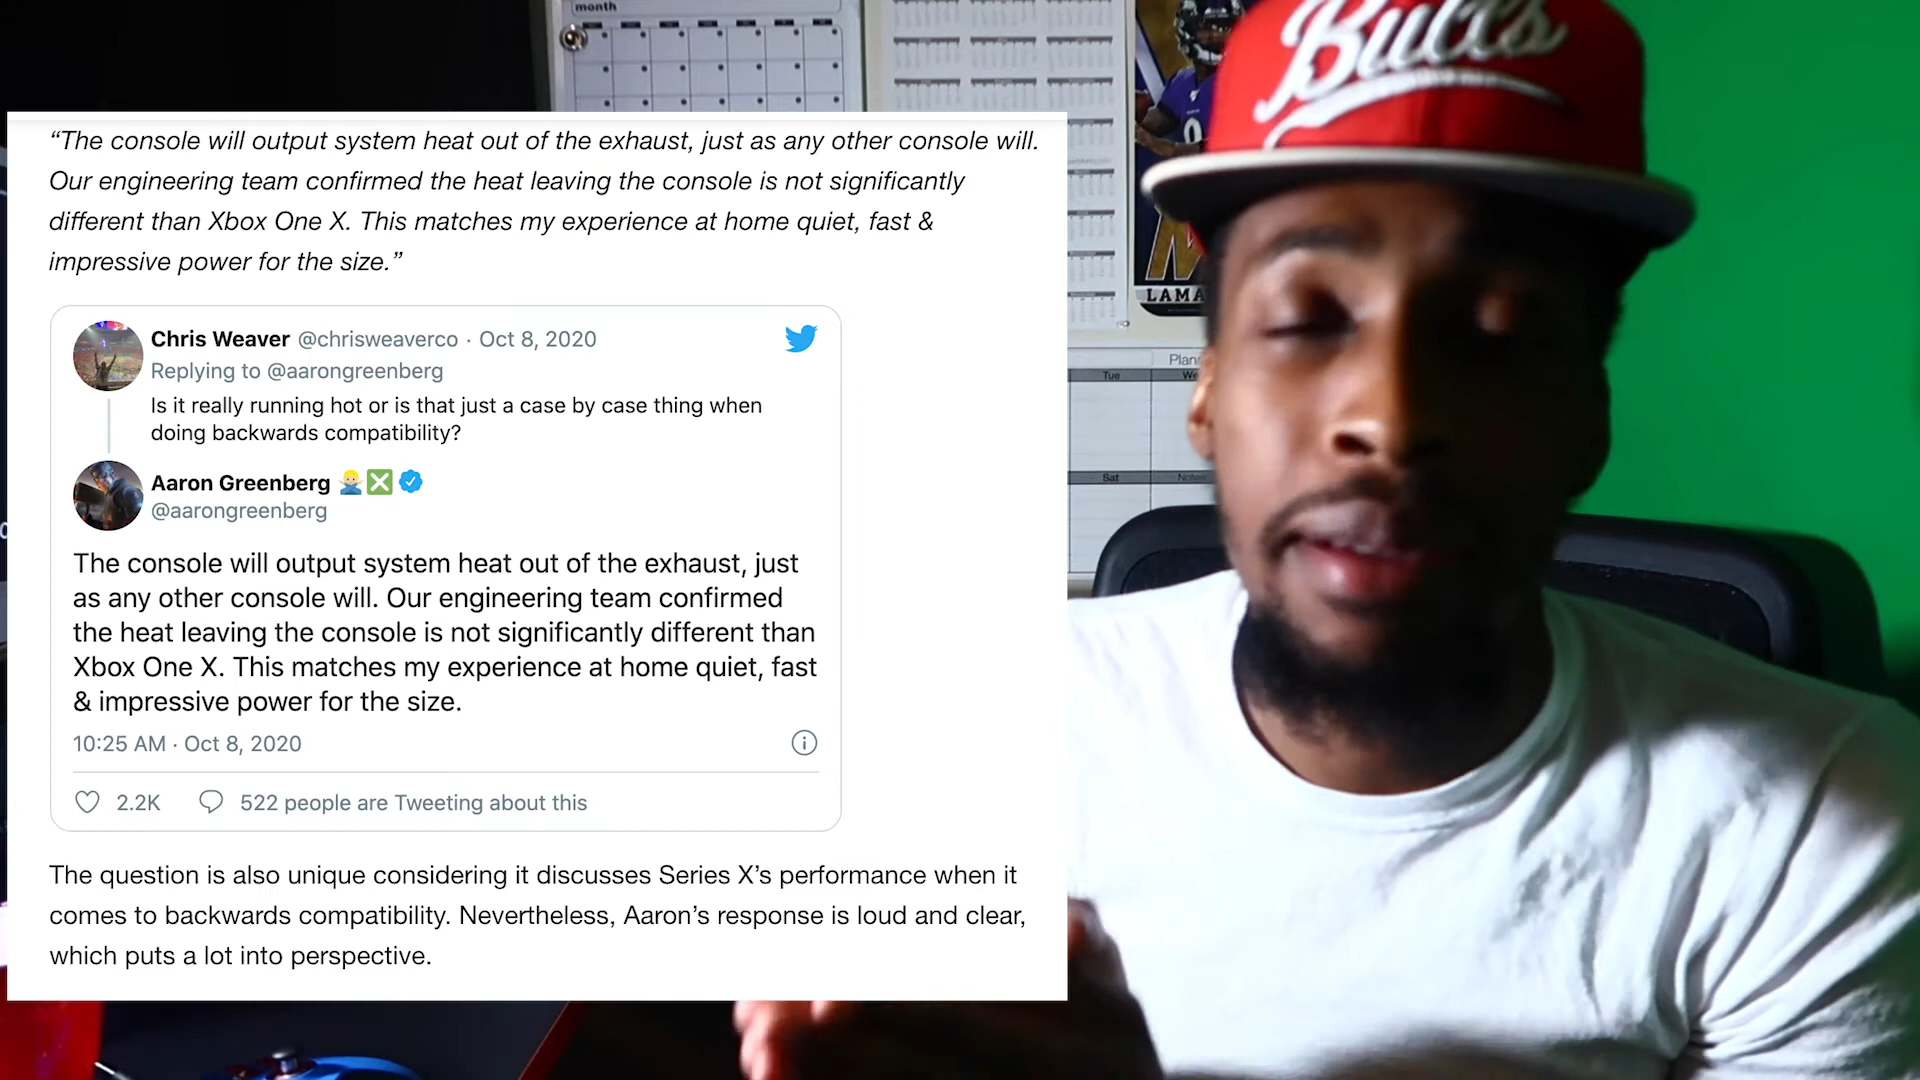 month
Bulls
“The console will output system heat out of the exhaust, just as any other console will.
Our engineering team confirmed the heat leaving the console is not significantly
different than Xbox One X. This matches my experience at home quiet, fast &
impressive power for the size.”
Chris Weaver @chrisweaverco · Oct 8, 2020
Replying to @aarongreenberg
Is it really running hot or is that just a case by case thing when
doing backwards compatibility?
Aaron Greenberg
@aarongreenberg
The console will output system heat out of the exhaust, just
as any other console will. Our engineering team confirmed
the heat leaving the console is not significantly different than
Xbox One X. This matches my experience at home quiet, fast
& impressive power for the size.
10:25 AM · Oct 8, 2020
2.2K 522 people are Tweeting about this
The question is also unique considering it discusses Series X’s performance when it
comes to backwards compatibility. Nevertheless, Aaron’s response is loud and clear,
which puts a lot into perspective.
LAMA
Plan
Tue We
Sat Notes